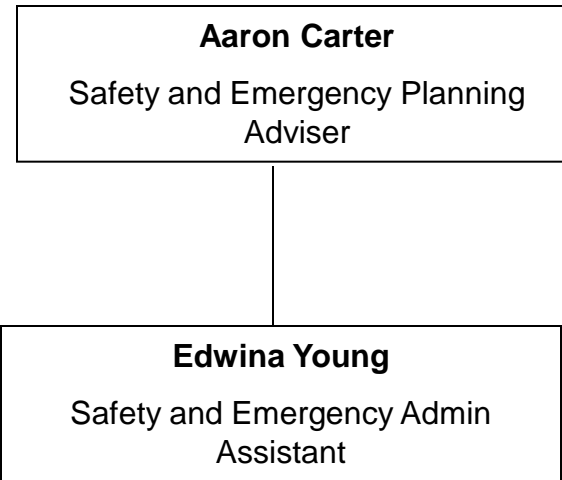 Aaron Carter
Safety and Emergency Planning
Adviser
Edwina Young
Safety and Emergency Admin
Assistant